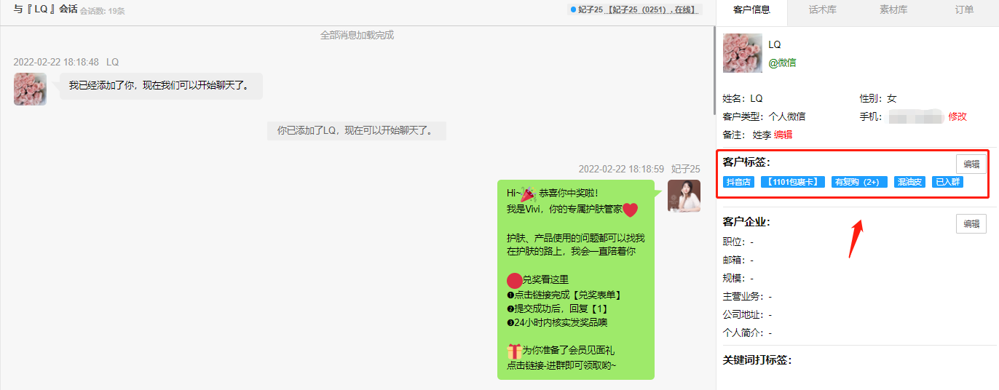 与『 LQ 』会话 会话数: 19条
妃子25 【妃子25（0251）, 在线】
全部消息加载完成
2022-02-22 18:18:48 LQ
我已经添加了你，现在我们可以开始聊天了。
你已添加了LQ，现在可以开始聊天了。
2022-02-22 18:18:59 妃子25
Hi~🎉 恭喜你中奖啦！
我是Vivi，你的专属护肤管家❤
护肤、产品使用的问题都可以找我
在护肤的路上，我会一直陪着你
🔴兑奖看这里
❶点击链接完成【兑奖表单】
❷提交成功后，回复【1】
❸24小时内核实发奖品噢
🎁为你准备了会员见面礼
点击链接-进群即可领取哟~
客户信息 话术库 素材库 订单
LQ
@微信
姓名：LQ 性别：女
客户类型：个人微信 手机： 修改
备注： 姓李 编辑
客户标签： 编辑
抖音店 【1101包裹卡】 有复购（2+） 混油皮 已入群
客户企业： 编辑
职位：-
邮箱：-
规模：-
主营业务：-
公司地址：-
个人简介：-
关键词打标签：